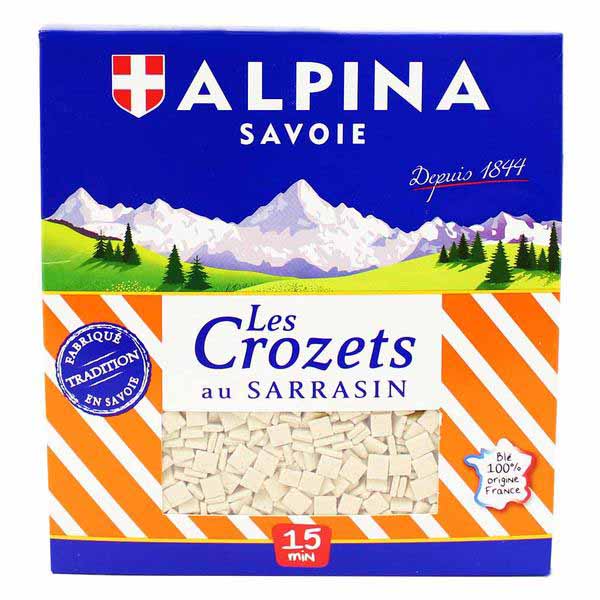 ALPINA
SAVOIE
Depuis 1844
Les
Crozets
au SARRASIN
FABRIQUÉ
TRADITION
EN SAVOIE
Blé
100%
origine
France
15
min